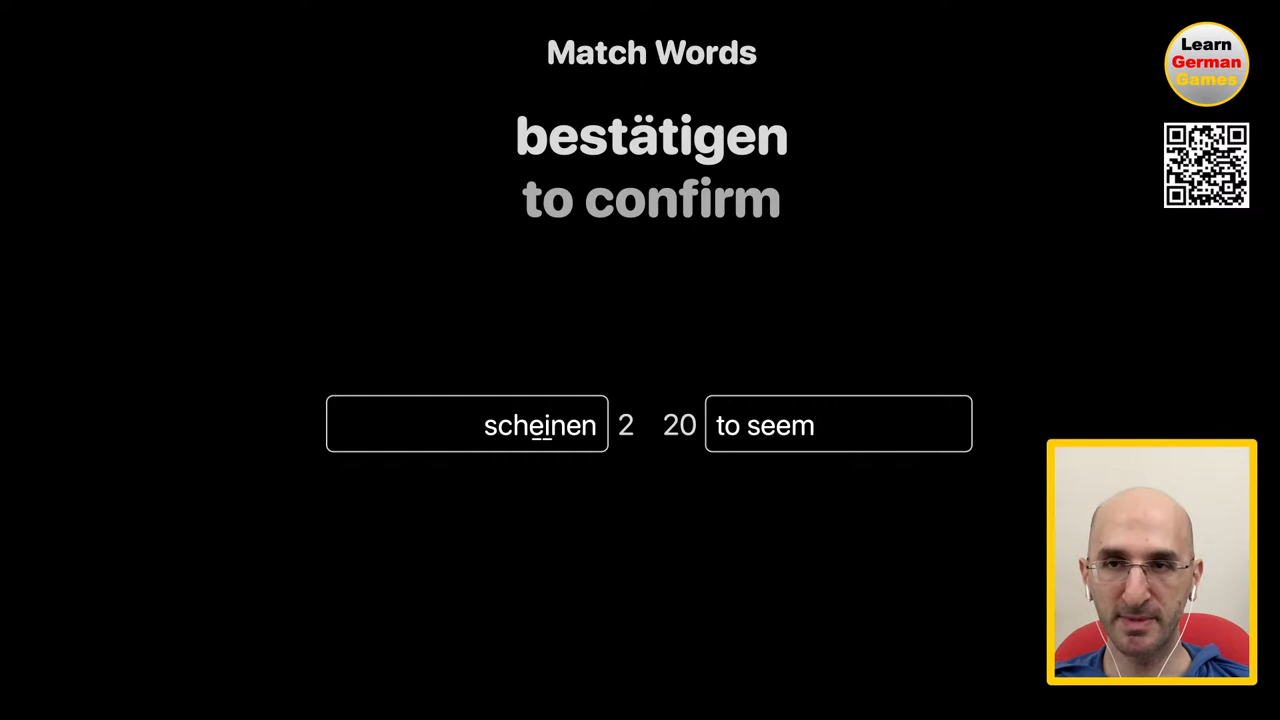 Match Words
Learn
German
Games
bestätigen
to confirm
scheinen 2 20 to seem